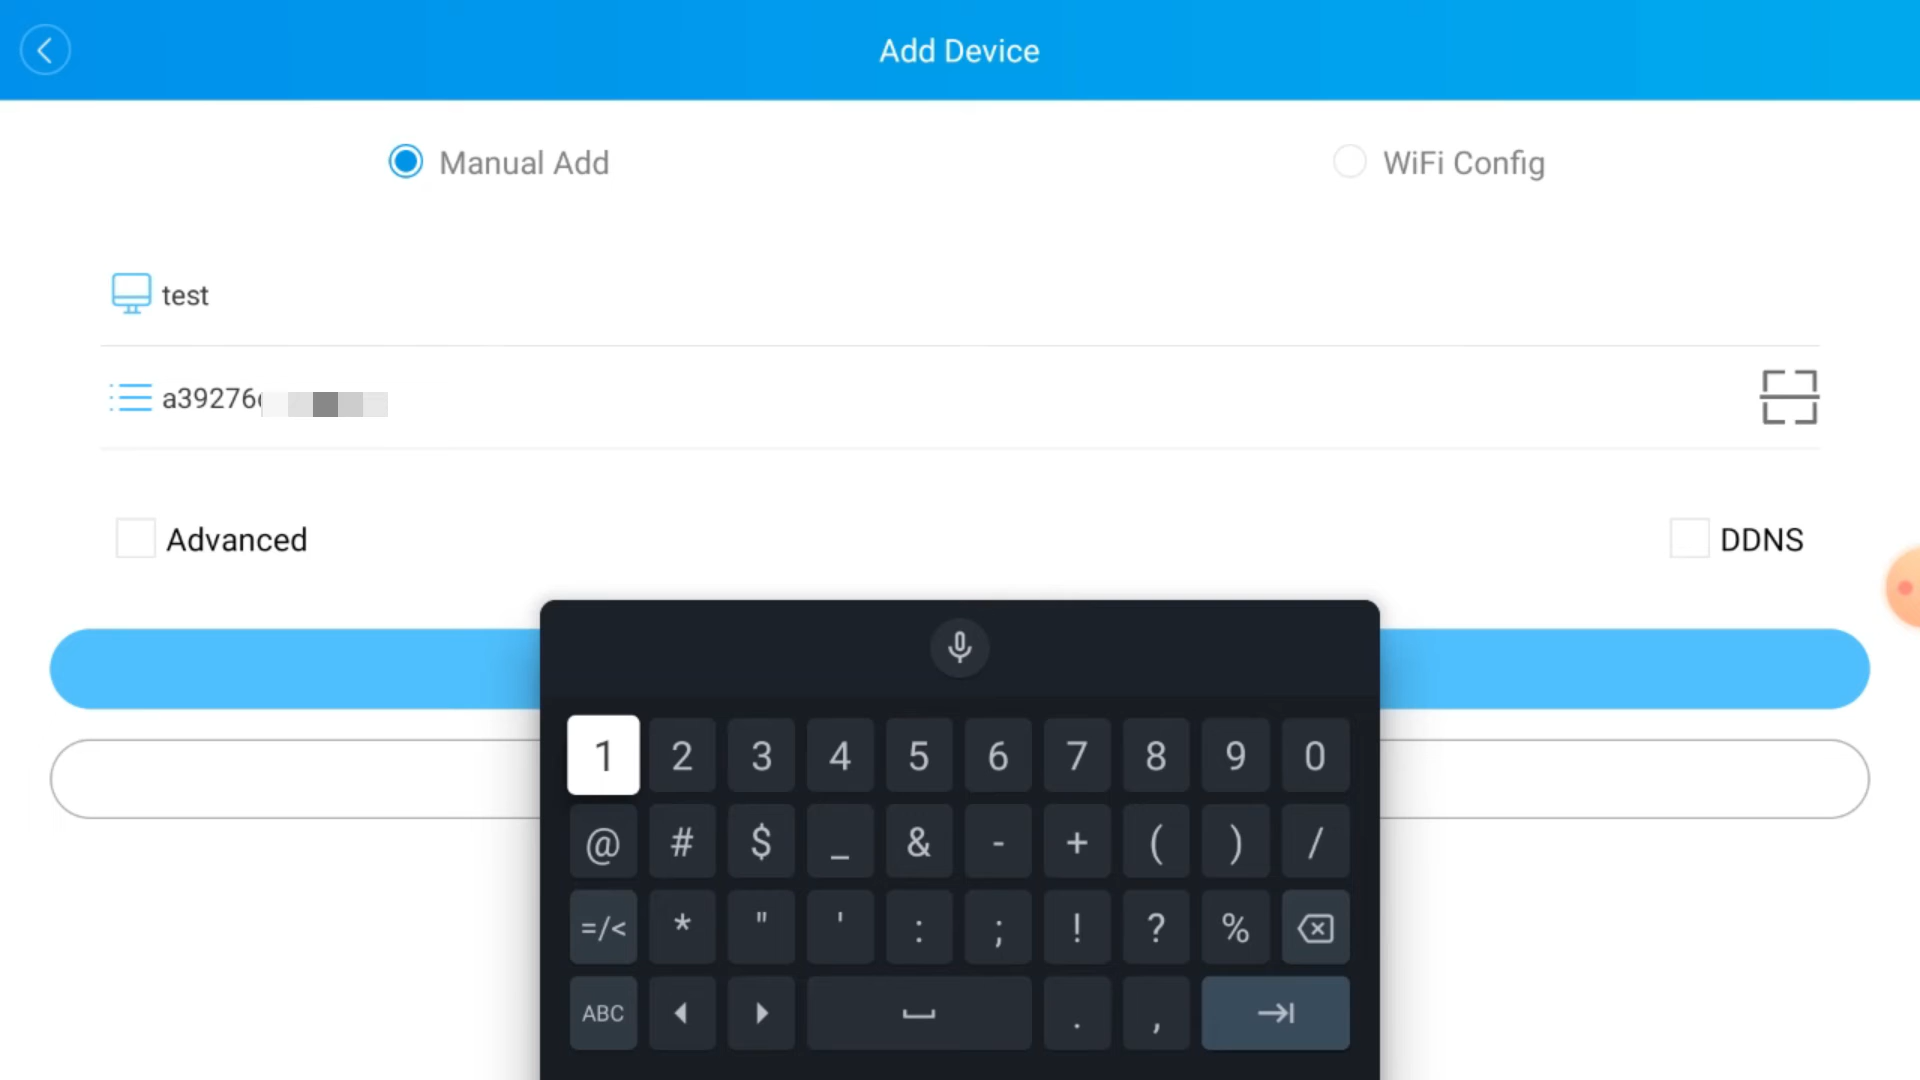 Add Device
Manual Add
WiFi Config
test
a39276
Advanced
DDNS
1 2 3 4 5 6 7 8 9 0
@ # $ _ & - + ( ) /
=/< * " ' : ; ! ? %
ABC . ,